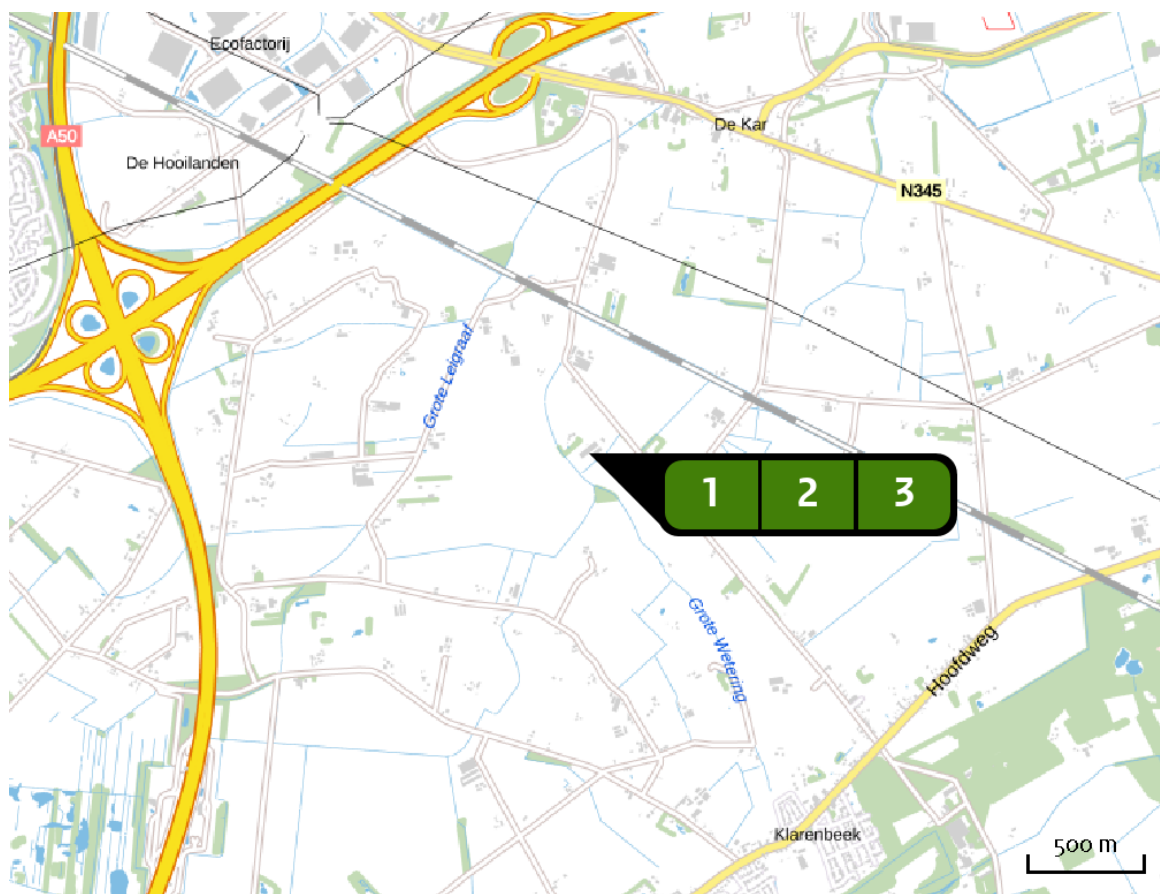 Ecofactorij
De Kar
A50
De Hooilanden
N345
Grote Leigraaf
1 2 3
Grote Wetering
Hoofdweg
Klarenbeek
500 m